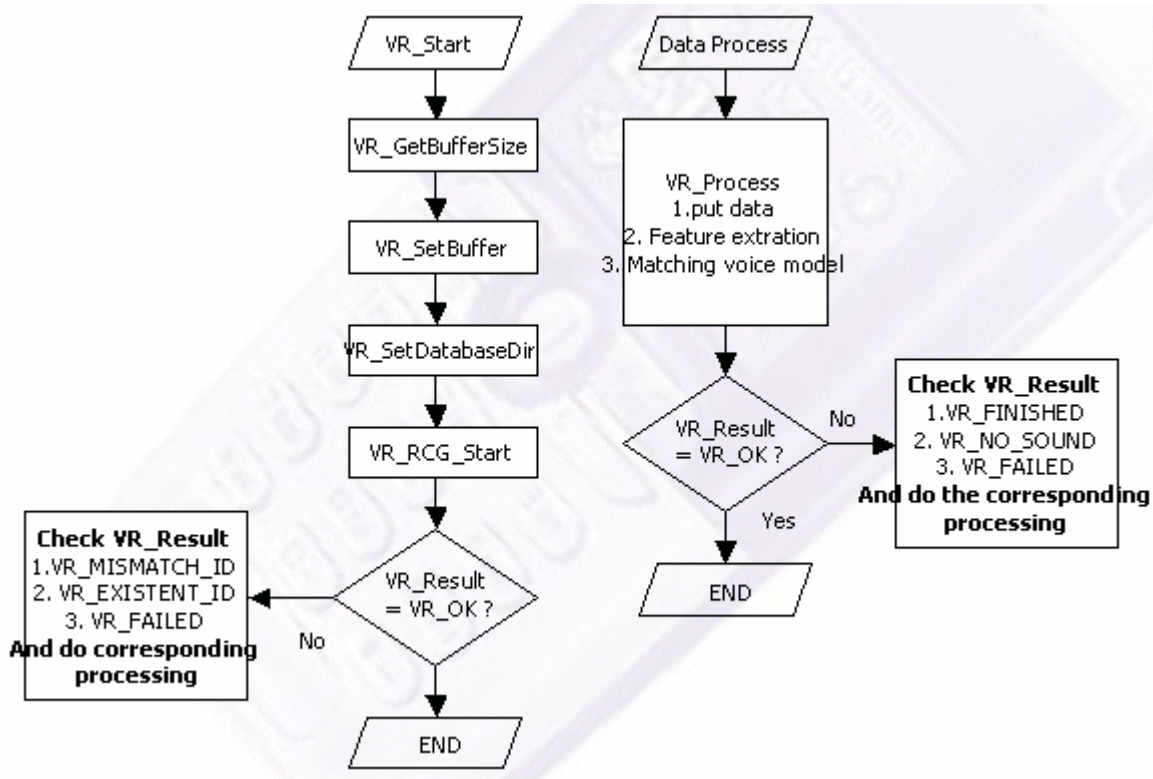 VR_Start
VR_GetBufferSize
VR_SetBuffer
VR_SetDatabaseDir
VR_RCG_Start
VR_Result
= VR_OK ?
No
Check VR_Result
1.VR_MISMATCH_ID
2. VR_EXISTENT_ID
3. VR_FAILED
And do corresponding
processing
END
Data Process
VR_Process
1.put data
2. Feature extration
3. Matching voice model
VR_Result
= VR_OK ?
No
Check VR_Result
1.VR_FINISHED
2. VR_NO_SOUND
3. VR_FAILED
And do the corresponding
processing
Yes
END